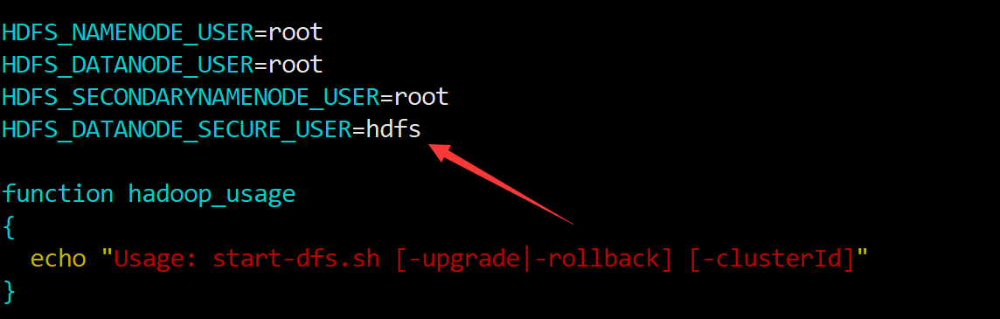 HDFS_NAMENODE_USER=root
HDFS_DATANODE_USER=root
HDFS_SECONDARYNAMENODE_USER=root
HDFS_DATANODE_SECURE_USER=hdfs
function hadoop_usage
{
  echo "Usage: start-dfs.sh [-upgrade|-rollback] [-clusterId]"
}